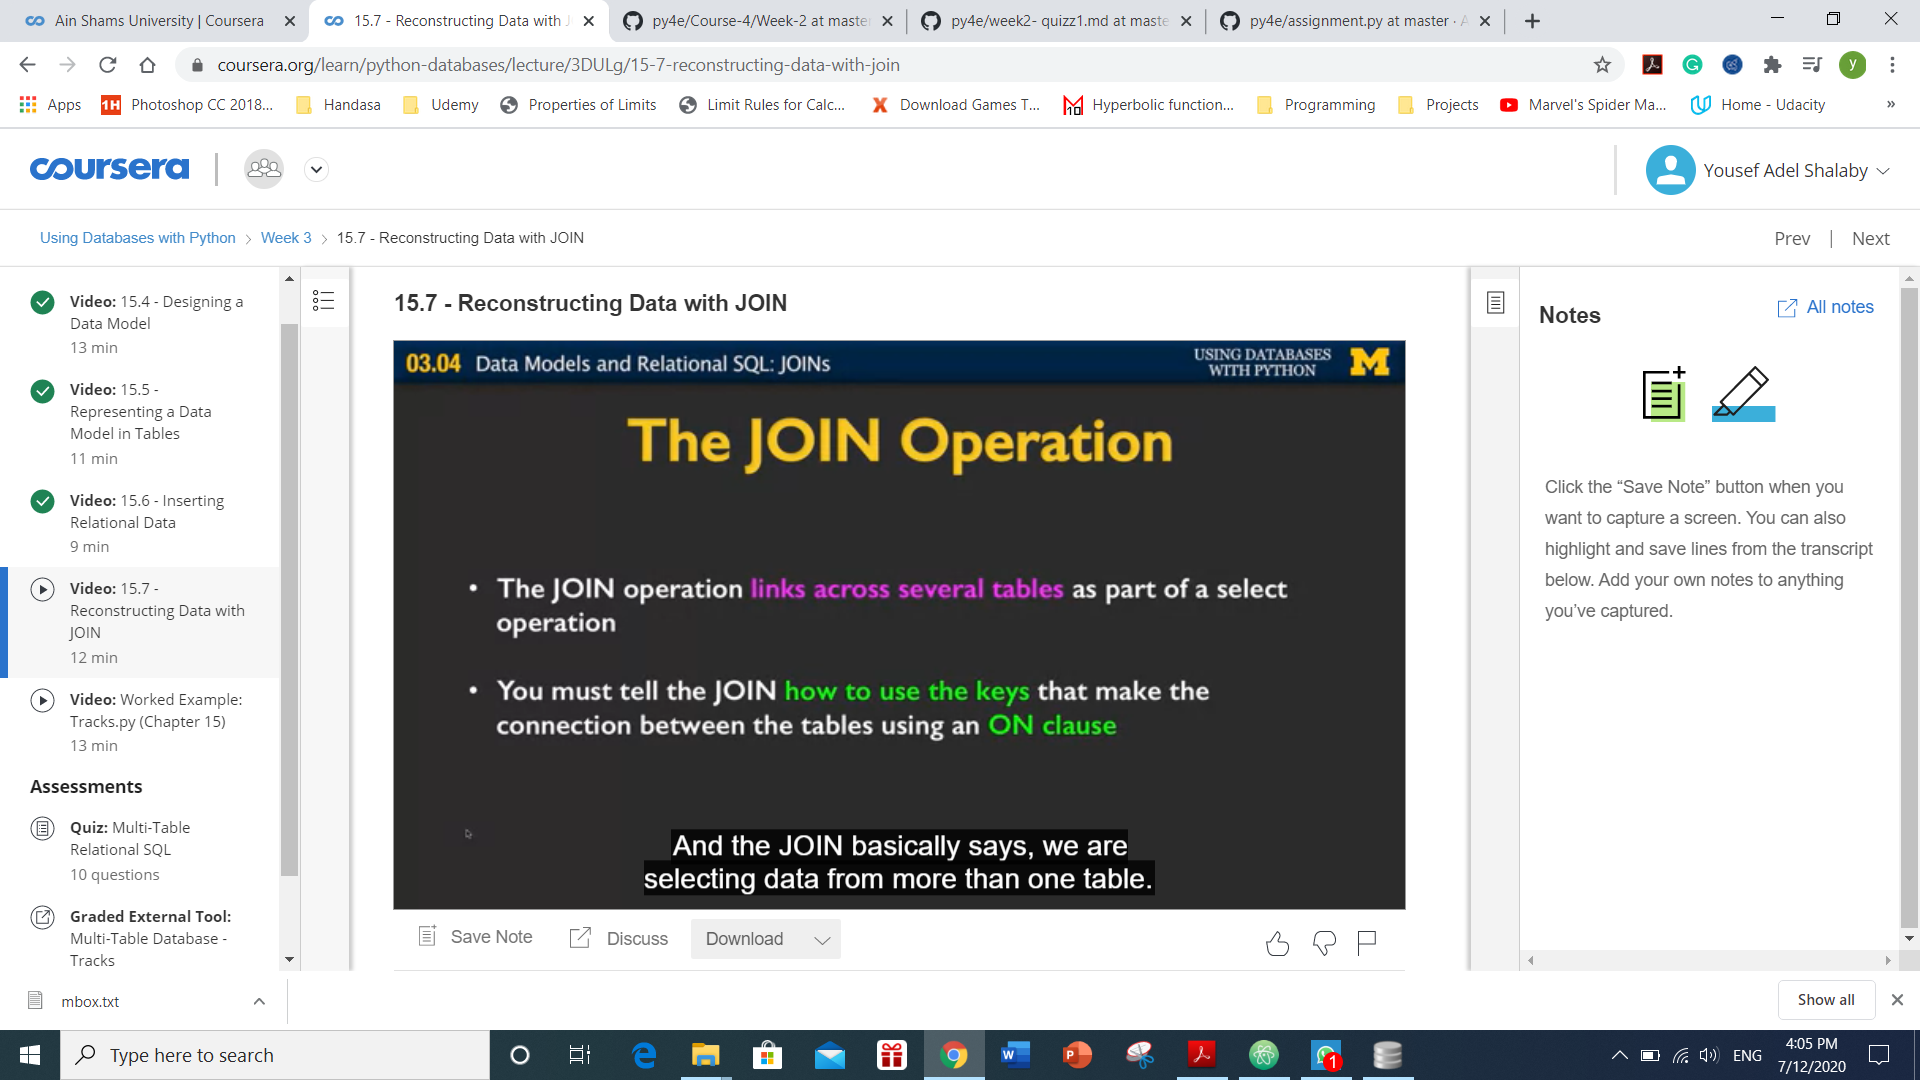 Ain Shams University | Coursera
15.7 - Reconstructing Data with J
py4e/Course-4/Week-2 at master
py4e/week2- quizz1.md at maste
py4e/assignment.py at master · A
coursera.org/learn/python-databases/lecture/3DULg/15-7-reconstructing-data-with-join
y
Apps
1H Photoshop CC 2018...
Handasa
Udemy
Properties of Limits
Limit Rules for Calc...
Download Games T...
Hyperbolic function...
Programming
Projects
Marvel's Spider Ma...
Home - Udacity
»
coursera
Yousef Adel Shalaby
Using Databases with Python > Week 3 > 15.7 - Reconstructing Data with JOIN
Prev | Next
Video: 15.4 - Designing a
Data Model
13 min
Video: 15.5 -
Representing a Data
Model in Tables
11 min
Video: 15.6 - Inserting
Relational Data
9 min
Video: 15.7 -
Reconstructing Data with
JOIN
12 min
Video: Worked Example:
Tracks.py (Chapter 15)
13 min
Assessments
Quiz: Multi-Table
Relational SQL
10 questions
Graded External Tool:
Multi-Table Database -
Tracks
15.7 - Reconstructing Data with JOIN
03.04 Data Models and Relational SQL: JOINs
USING DATABASES
WITH PYTHON
M
The JOIN Operation
• The JOIN operation links across several tables as part of a select
operation
• You must tell the JOIN how to use the keys that make the
connection between the tables using an ON clause
And the JOIN basically says, we are
selecting data from more than one table.
Save Note
Discuss
Download
Notes
All notes
Click the “Save Note” button when you
want to capture a screen. You can also
highlight and save lines from the transcript
below. Add your own notes to anything
you’ve captured.
mbox.txt
Show all
Type here to search
1
ENG
4:05 PM
7/12/2020